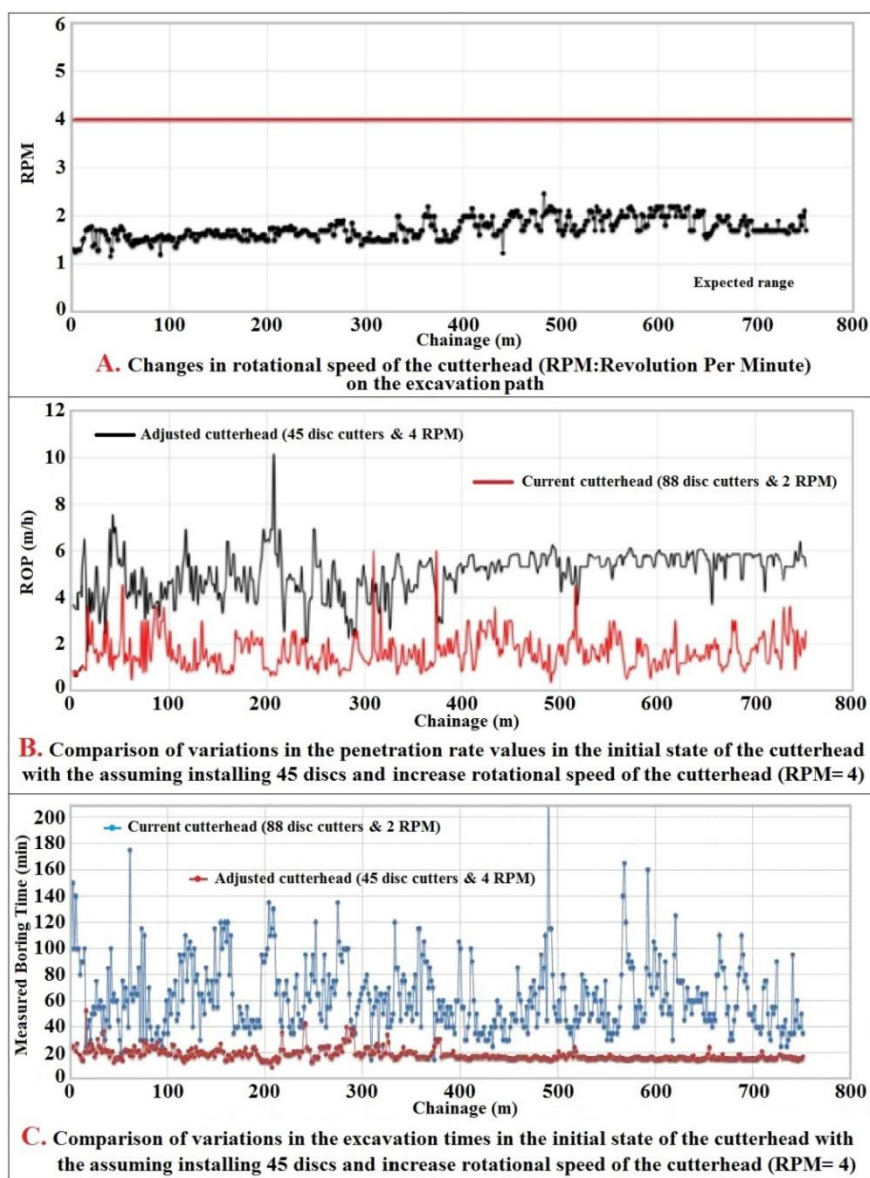 6
5
4
3
2
1
0
RPM
Expected range
0 100 200 300 400 500 600 700 800
Chainage (m)
A. Changes in rotational speed of the cutterhead (RPM:Revolution Per Minute)
on the excavation path
12
10
8
6
4
2
0
ROP (m/h)
Adjusted cutterhead (45 disc cutters & 4 RPM)
Current cutterhead (88 disc cutters & 2 RPM)
0 100 200 300 400 500 600 700 800
Chainage (m)
B. Comparison of variations in the penetration rate values in the initial state of the cutterhead
with the assuming installing 45 discs and increase rotational speed of the cutterhead (RPM= 4)
200
180
160
140
120
100
80
60
40
20
0
Measured Boring Time (min)
Current cutterhead (88 disc cutters & 2 RPM)
Adjusted cutterhead (45 disc cutters & 4 RPM)
0 100 200 300 400 500 600 700 800
Chainage (m)
C. Comparison of variations in the excavation times in the initial state of the cutterhead with
the assuming installing 45 discs and increase rotational speed of the cutterhead (RPM= 4)